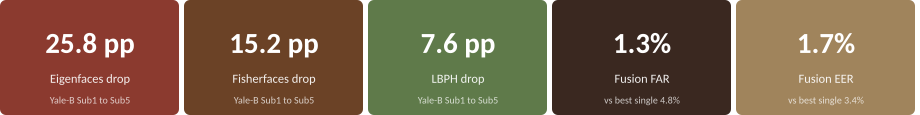 25.8 pp
Eigenfaces drop
Yale-B Sub1 to Sub5
15.2 pp
Fisherfaces drop
Yale-B Sub1 to Sub5
7.6 pp
LBPH drop
Yale-B Sub1 to Sub5
1.3%
Fusion FAR
vs best single 4.8%
1.7%
Fusion EER
vs best single 3.4%